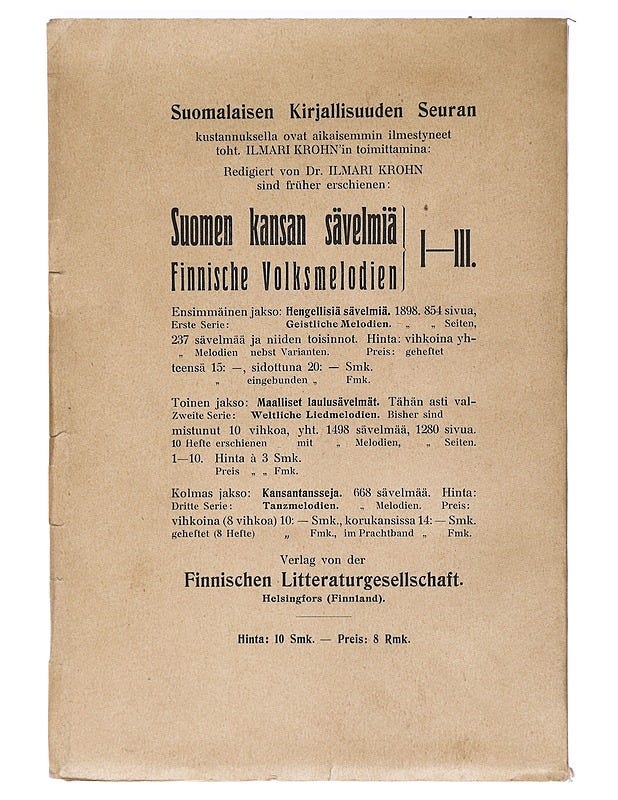 Suomalaisen Kirjallisuuden Seuran
kustannuksella ovat aikaisemmin ilmestyneet
toht. ILMARI KROHN'in toimittamina:
Redigiert von Dr. ILMARI KROHN
sind früher erschienen:
Suomen kansan sävelmiä
Finnische Volksmelodien
I—III.
Ensimmäinen jakso: Hengellisiä sävelmiä. 1898. 854 sivua,
Erste Serie: Geistliche Melodien. „ „ Seiten,
237 sävelmää ja niiden toisinnot. Hinta: vihkoina yh-
„ Melodien nebst Varianten. Preis: geheftet
teensä 15: —, sidottuna 20: — Smk.
„ eingebunden „ Fmk.
Toinen jakso: Maalliset laulusävelmät. Tähän asti val-
Zweite Serie: Weltliche Liedmelodien. Bisher sind
mistunut 10 vihkoa, yht. 1498 sävelmää, 1280 sivua.
10 Hefte erschienen mit „ Melodien, „ Seiten.
1—10. Hinta à 3 Smk.
Preis „ „ Fmk.
Kolmas jakso: Kansantansseja. 668 sävelmää. Hinta:
Dritte Serie: Tanzmelodien. „ Melodien. Preis:
vihkoina (8 vihkoa) 10: — Smk., korukansissa 14: — Smk.
geheftet (8 Hefte) „ Fmk., im Prachtband „ Fmk.
Verlag von der
Finnischen Litteraturgesellschaft.
Helsingfors (Finnland).
Hinta: 10 Smk. — Preis: 8 Rmk.